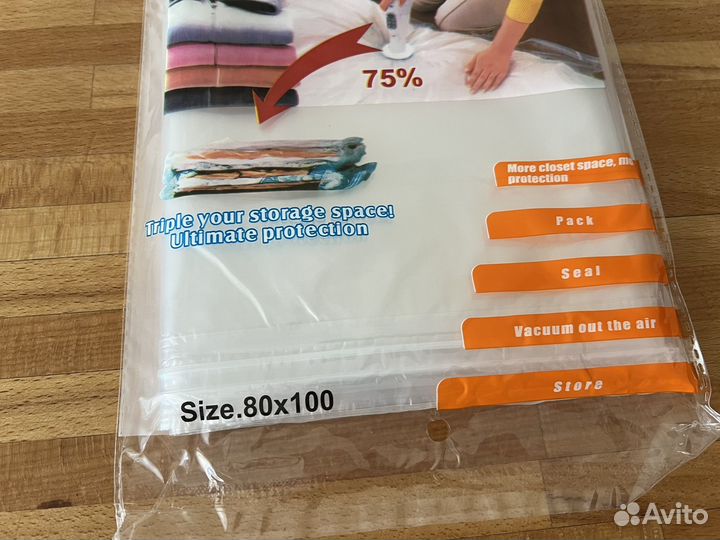 75%
More closet space,
protection
Triple your storage space!
Ultimate protection
Pack
Seal
Vacuum out the air
Store
Size.80x100
Avito